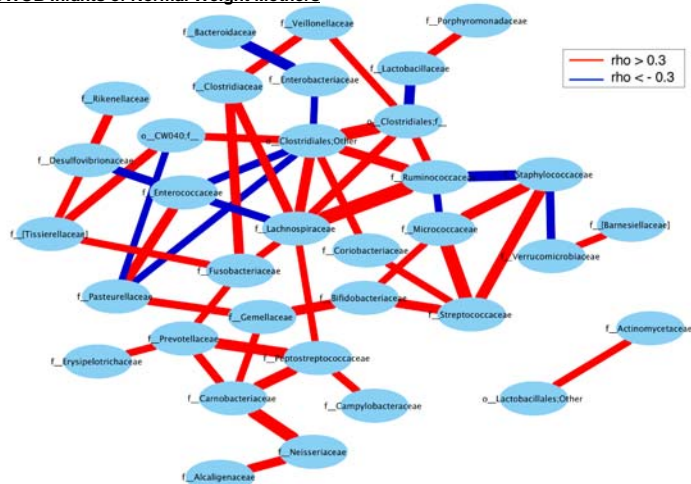 f__Bacteroidaceae
f__Veillonellaceae
f__Porphyromonadaceae
f__Clostridiaceae
f__Enterobacteriaceae
f__Lactobacillaceae
rho > 0.3
rho < - 0.3
f__Rikenellaceae
o__CW040;f__
o__Clostridiales;Other
o__Clostridiales;f__
f__Desulfovibrionaceae
f__Enterococcaceae
f__Ruminococcaceae
Staphylococcaceae
f__[Tissierellaceae]
f__Lachnospiraceae
f__Micrococcaceae
f__[Barnesiellaceae]
f__Coriobacteriaceae
f__Verrucomicrobiaceae
f__Fusobacteriaceae
f__Pasteurellaceae
f__Bifidobacteriaceae
f__Gemellaceae
f__Streptococcaceae
f__Actinomycetaceae
f__Prevotellaceae
f__Erysipelotrichaceae
f__Peptostreptococcaceae
f__Carnobacteriaceae
f__Campylobacteraceae
o__Lactobacillales;Other
f__Neisseriaceae
f__Alcaligenaceae